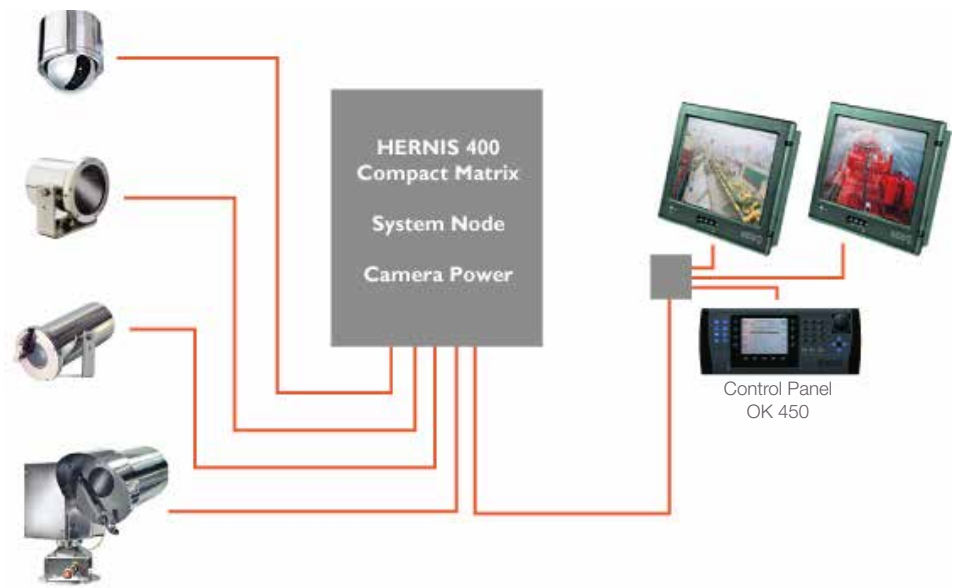 HERNIS 400
Compact Matrix
System Node
Camera Power
Control Panel
OK 450